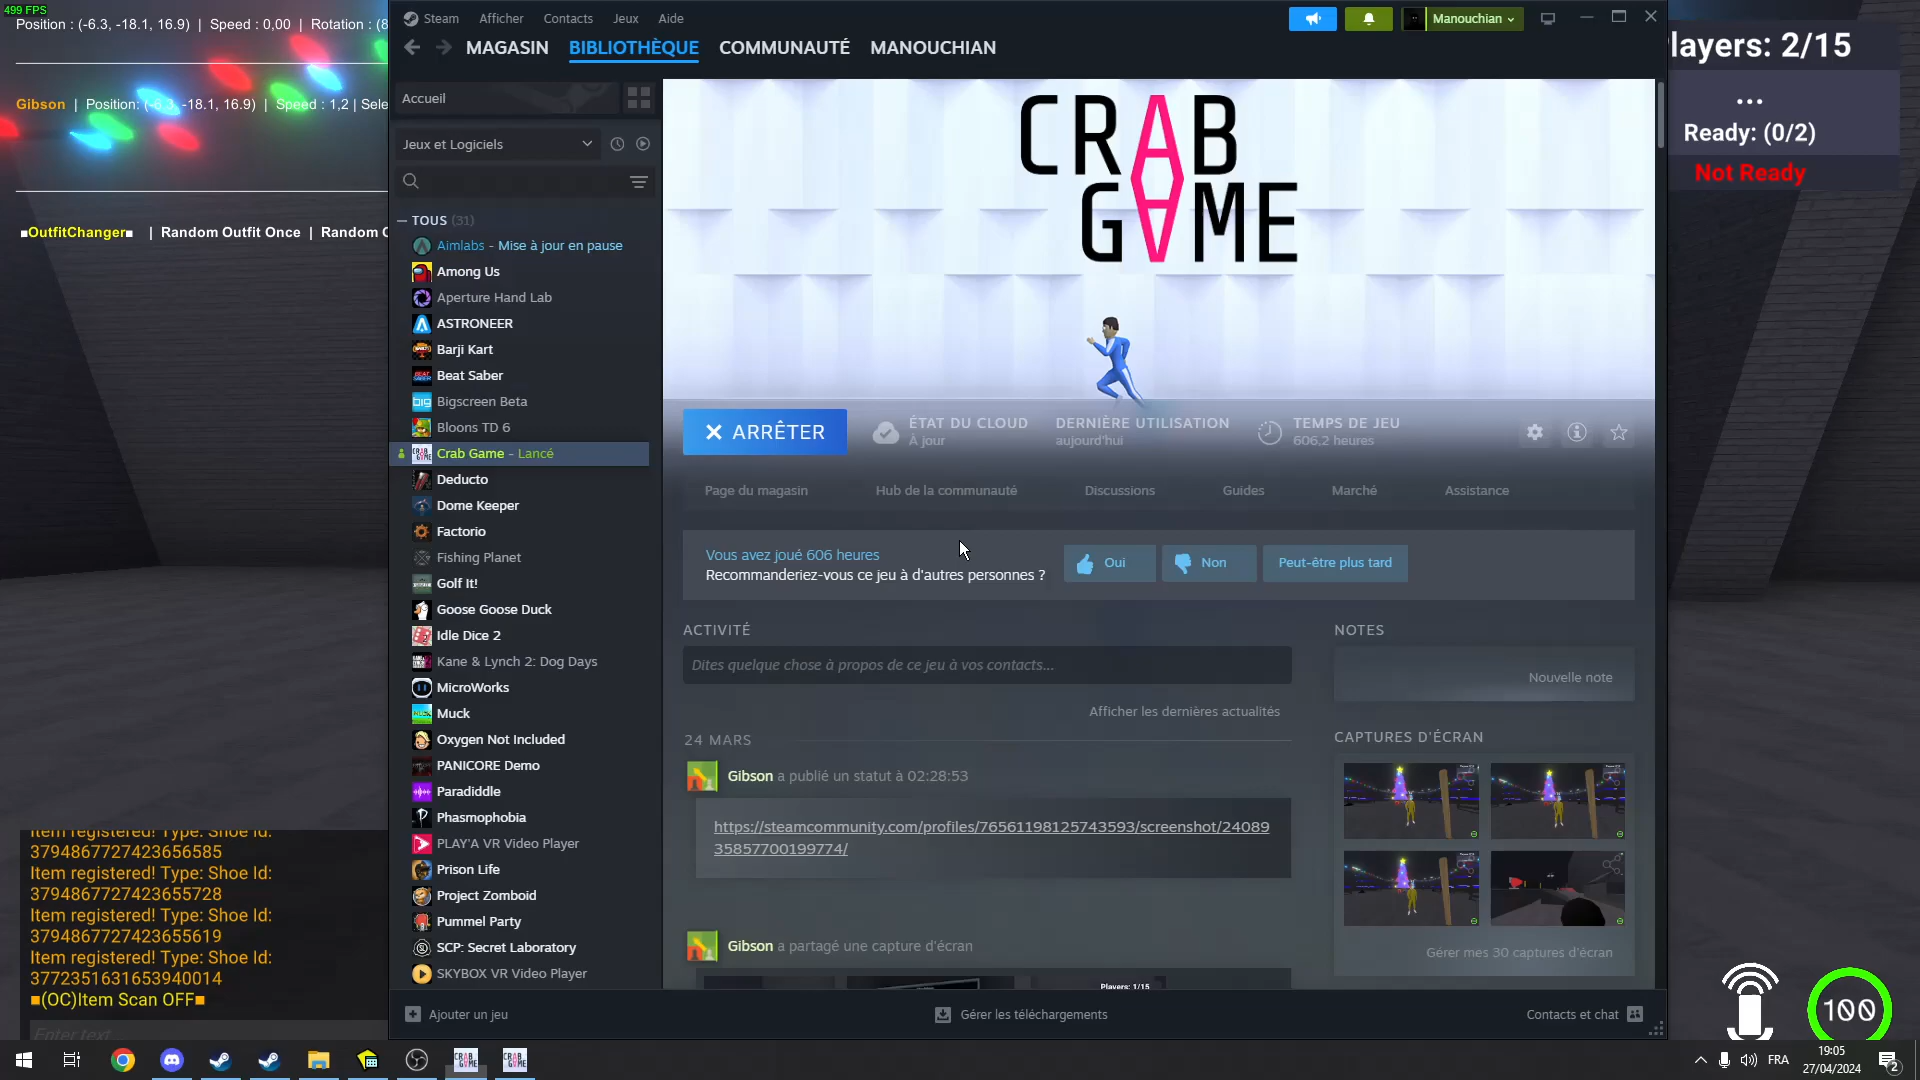 499 FPS
Position : (-6.3, -18.1, 16.9) | Speed : 0,00 | Rotation : (8
Gibson | Position: (-6.3, -18.1, 16.9) | Speed : 1,2 | Sele
■OutfitChanger■ | Random Outfit Once | Random O
Steam
Afficher
Contacts
Jeux
Aide
Manouchian
MAGASIN
BIBLIOTHÈQUE
COMMUNAUTÉ
MANOUCHIAN
Accueil
Jeux et Logiciels
TOUS (31)
Aimlabs - Mise à jour en pause
Among Us
Aperture Hand Lab
ASTRONEER
Barji Kart
Beat Saber
Bigscreen Beta
Bloons TD 6
Crab Game - Lancé
Deducto
Dome Keeper
Factorio
Fishing Planet
Golf It!
Goose Goose Duck
Idle Dice 2
Kane & Lynch 2: Dog Days
MicroWorks
Muck
Oxygen Not Included
PANICORE Demo
Paradiddle
Phasmophobia
PLAY'A VR Video Player
Prison Life
Project Zomboid
Pummel Party
SCP: Secret Laboratory
SKYBOX VR Video Player
CRAB
GAME
ARRÊTER
ÉTAT DU CLOUD
À jour
DERNIÈRE UTILISATION
aujourd'hui
TEMPS DE JEU
606,2 heures
Page du magasin
Hub de la communauté
Discussions
Guides
Marché
Assistance
Vous avez joué 606 heures
Recommanderiez-vous ce jeu à d'autres personnes ?
Oui
Non
Peut-être plus tard
ACTIVITÉ
Dites quelque chose à propos de ce jeu à vos contacts...
Afficher les dernières actualités
24 MARS
Gibson a publié un statut à 02:28:53
https://steamcommunity.com/profiles/76561198125743593/screenshot/24089
35857700199774/
Gibson a partagé une capture d'écran
Players: 1/15
NOTES
Nouvelle note
CAPTURES D'ÉCRAN
Gérer mes 30 captures d'écran
Ajouter un jeu
Gérer les téléchargements
Contacts et chat
layers: 2/15
...
Ready: (0/2)
Not Ready
Item registered! Type: Shoe Id:
3794867727423656585
Item registered! Type: Shoe Id:
3794867727423655728
Item registered! Type: Shoe Id:
3794867727423655619
Item registered! Type: Shoe Id:
3772351631653940014
■(OC)Item Scan OFF■
Enter text
100
FRA
19:05
27/04/2024
2